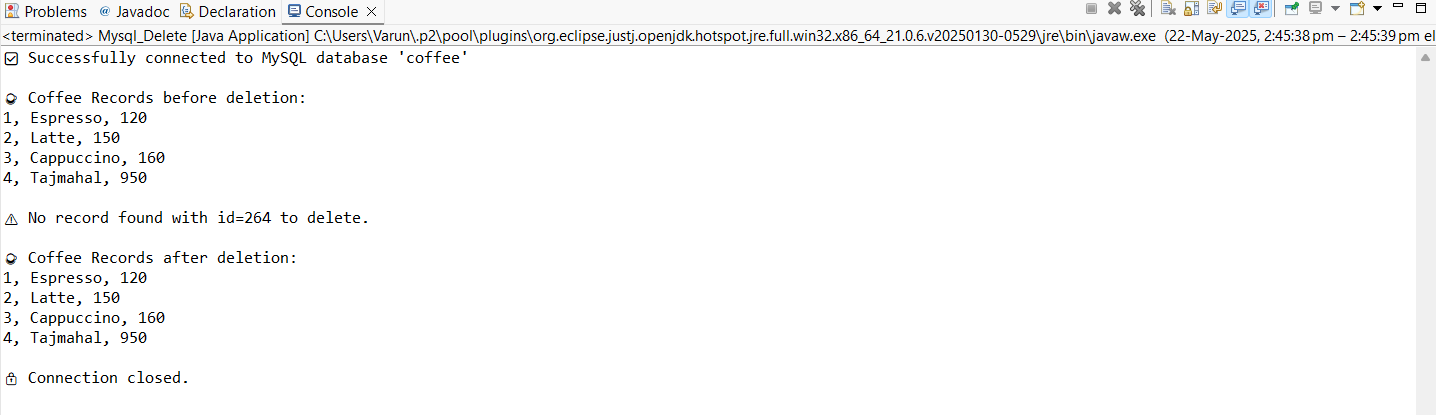 Problems @ Javadoc Declaration Console
<terminated> Mysql_Delete [Java Application] C:\Users\Varun\.p2\pool\plugins\org.eclipse.justj.openjdk.hotspot.jre.full.win32.x86_64_21.0.6.v20250130-0529\jre\bin\javaw.exe (22-May-2025, 2:45:38 pm – 2:45:39 pm el
Successfully connected to MySQL database 'coffee'
Coffee Records before deletion:
1, Espresso, 120
2, Latte, 150
3, Cappuccino, 160
4, Tajmahal, 950
No record found with id=264 to delete.
Coffee Records after deletion:
1, Espresso, 120
2, Latte, 150
3, Cappuccino, 160
4, Tajmahal, 950
Connection closed.